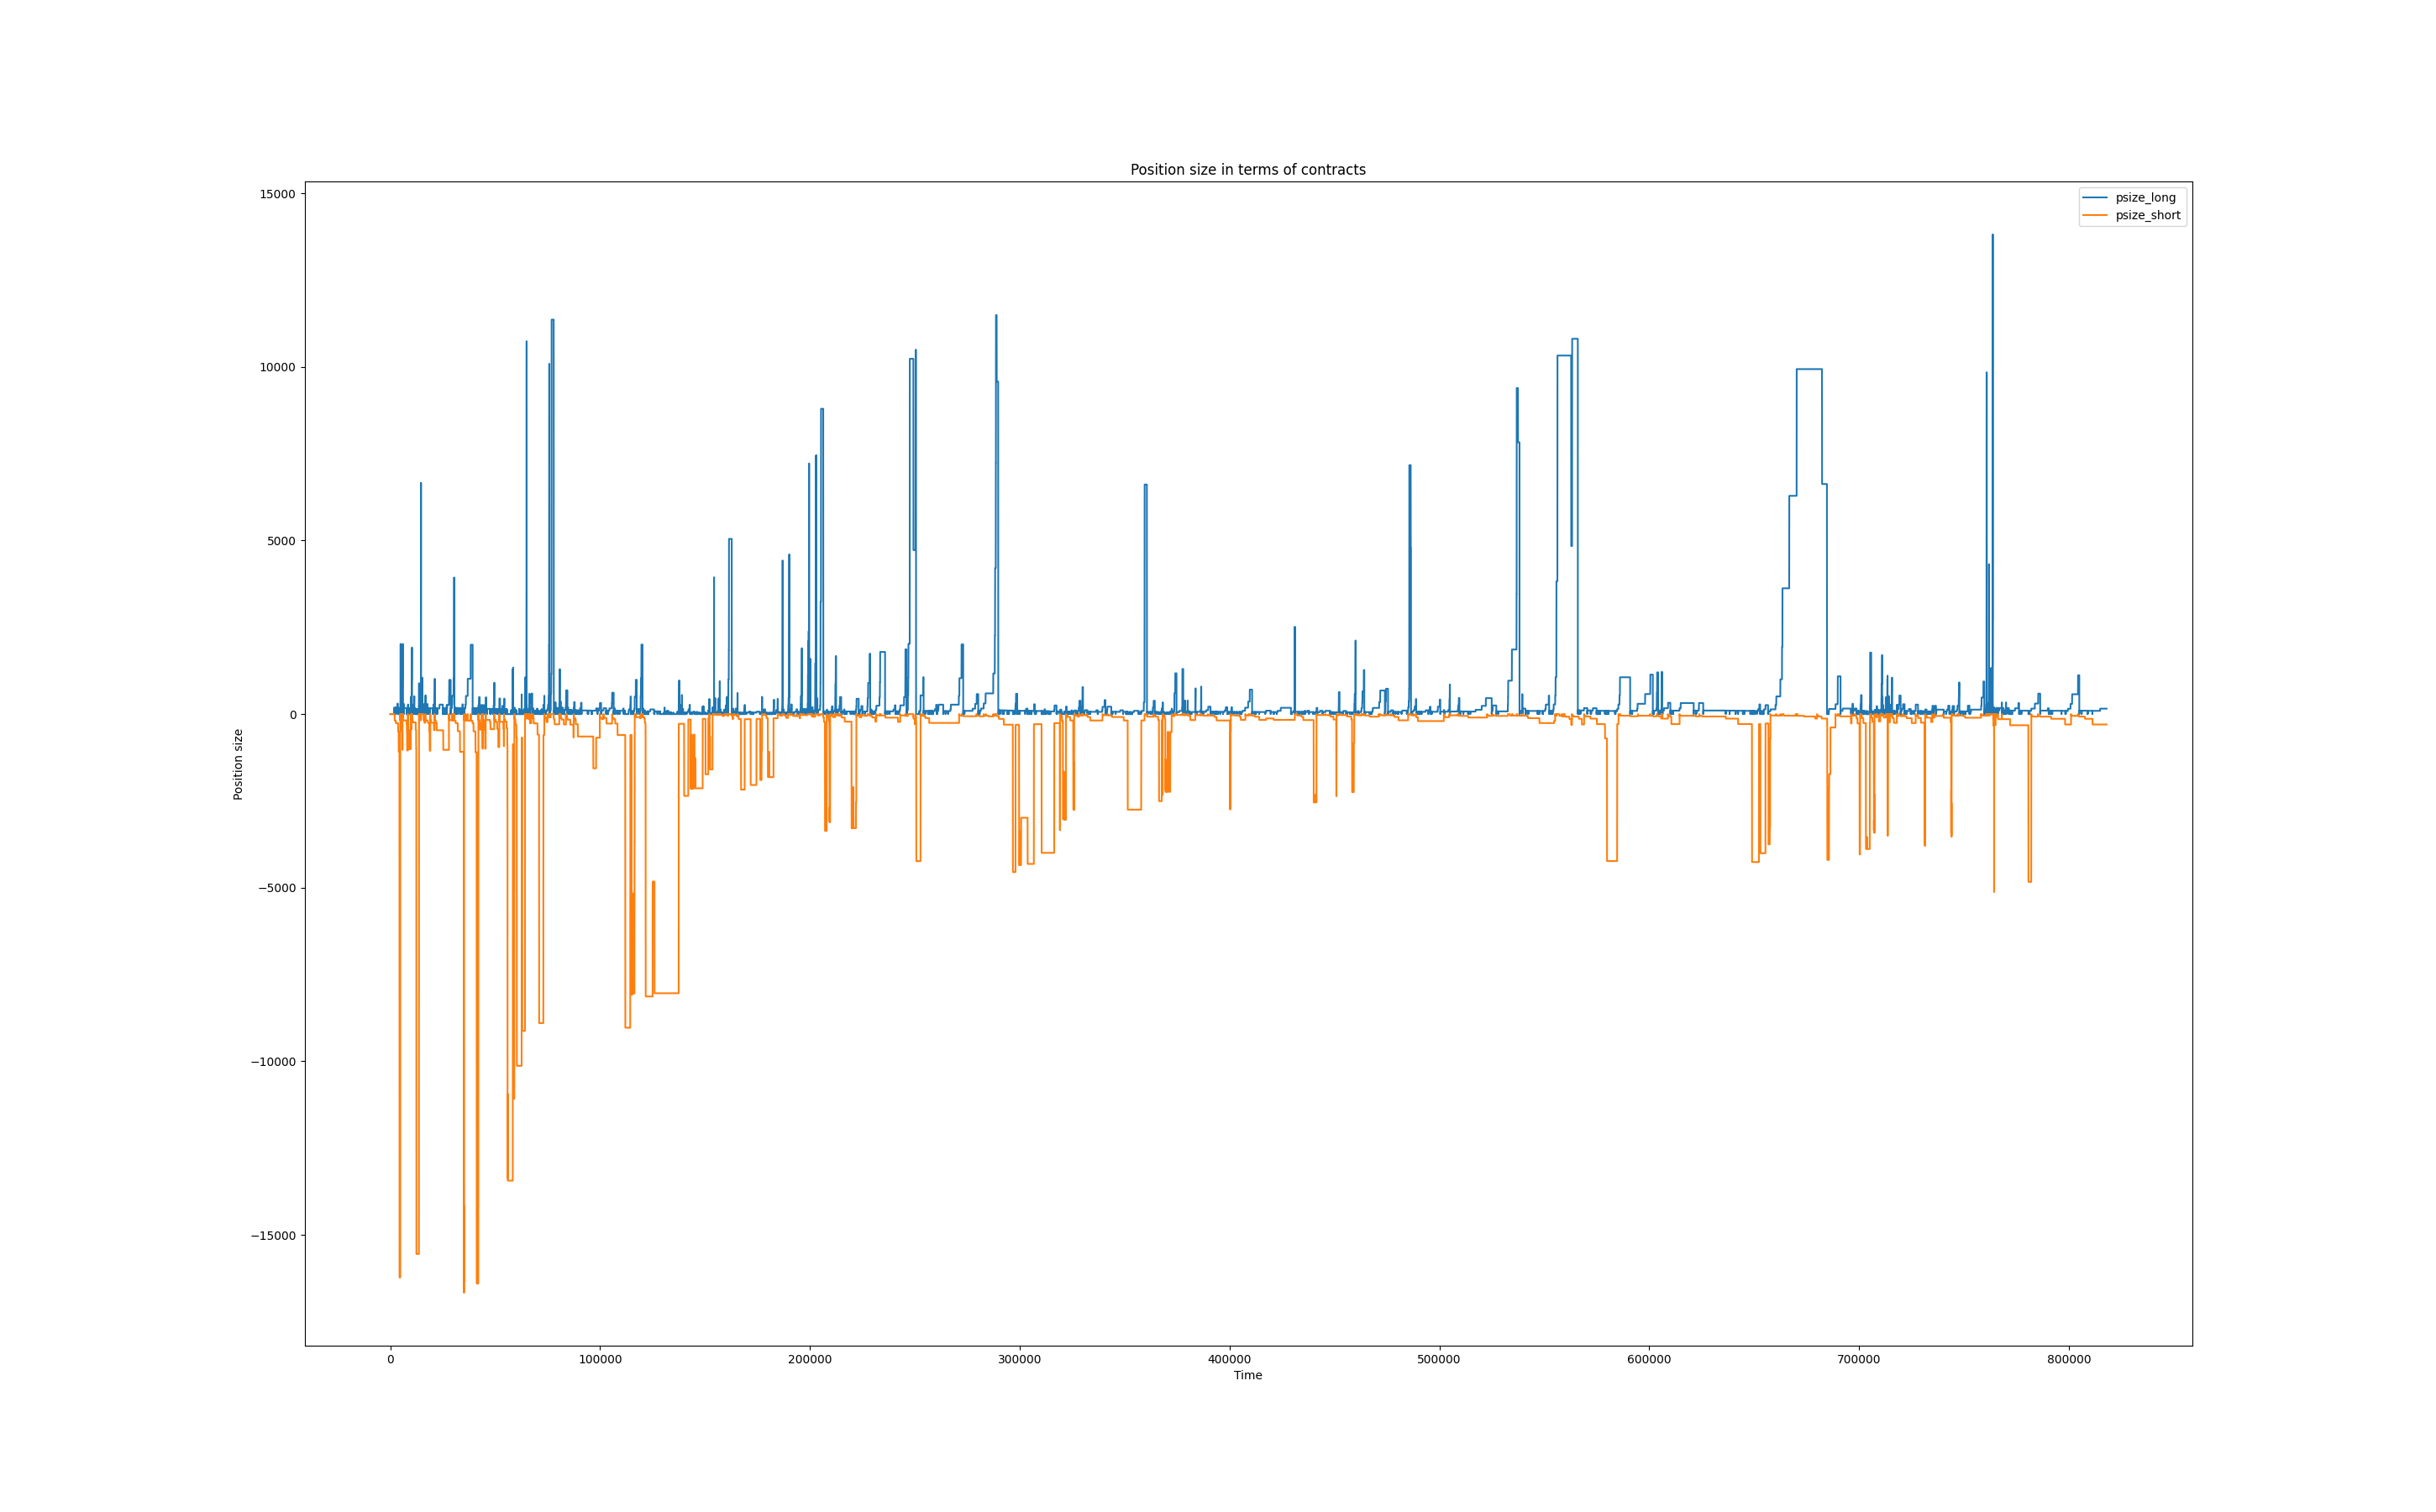 Position size in terms of contracts
psize_long
psize_short
15000
10000
5000
0
−5000
−10000
−15000
Position size
0 100000 200000 300000 400000 500000 600000 700000 800000
Time